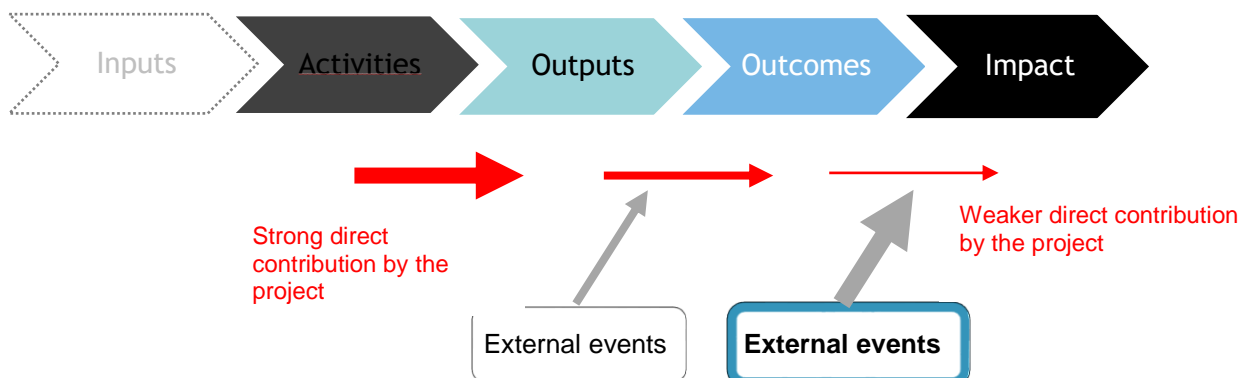 Inputs
Activities
Outputs
Outcomes
Impact
Strong direct
contribution by the
project
Weaker direct contribution
by the project
External events
External events